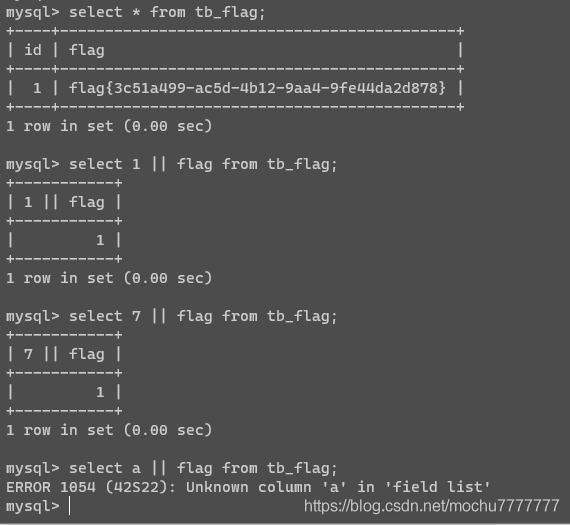 mysql> select * from tb_flag;
+----+--------------------------------------------+
| id | flag                                       |
+----+--------------------------------------------+
|  1 | flag{3c51a499-ac5d-4b12-9aa4-9fe44da2d878} |
+----+--------------------------------------------+
1 row in set (0.00 sec)
mysql> select 1 || flag from tb_flag;
+-----------+
| 1 || flag |
+-----------+
|         1 |
+-----------+
1 row in set (0.00 sec)
mysql> select 7 || flag from tb_flag;
+-----------+
| 7 || flag |
+-----------+
|         1 |
+-----------+
1 row in set (0.00 sec)
mysql> select a || flag from tb_flag;
ERROR 1054 (42S22): Unknown column 'a' in 'field list'
mysql>
https://blog.csdn.net/mochu7777777